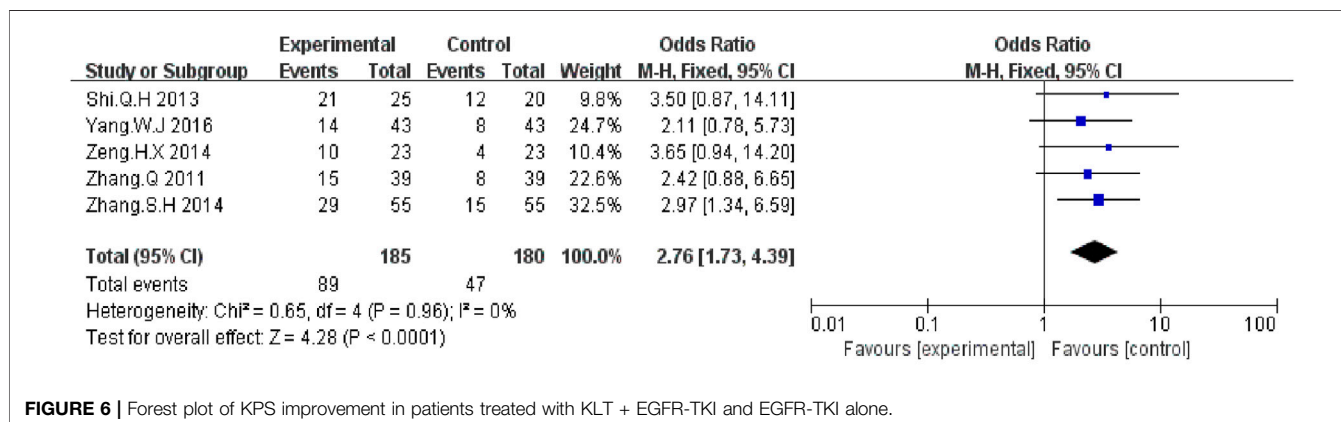 Experimental Control Odds Ratio Odds Ratio
Study or Subgroup Events Total Events Total Weight M-H, Fixed, 95% CI M-H, Fixed, 95% CI
Shi.Q.H 2013 21 25 12 20 9.8% 3.50 [0.87, 14.11]
Yang.W.J 2016 14 43 8 43 24.7% 2.11 [0.78, 5.73]
Zeng.H.X 2014 10 23 4 23 10.4% 3.65 [0.94, 14.20]
Zhang.Q 2011 15 39 8 39 22.6% 2.42 [0.88, 6.65]
Zhang.S.H 2014 29 55 15 55 32.5% 2.97 [1.34, 6.59]
Total (95% CI) 185 180 100.0% 2.76 [1.73, 4.39]
Total events 89 47
Heterogeneity: Chi² = 0.65, df = 4 (P = 0.96); I² = 0%
Test for overall effect: Z = 4.28 (P < 0.0001)
0.01 0.1 1 10 100
Favours [experimental] Favours [control]
FIGURE 6 | Forest plot of KPS improvement in patients treated with KLT + EGFR-TKI and EGFR-TKI alone.